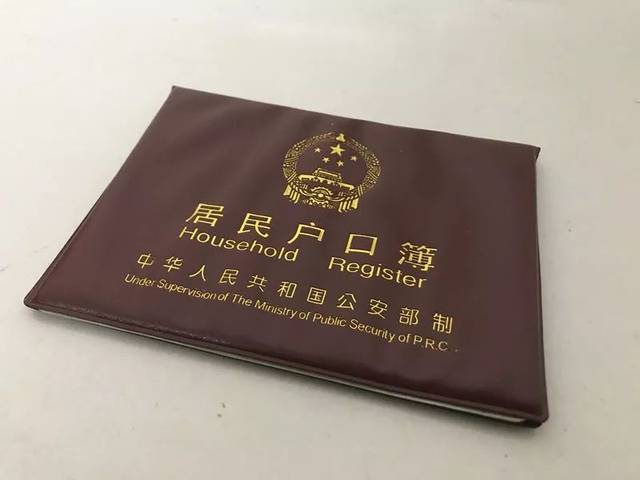 居民户口簿
Household Register
中华人民共和国公安部制
Under Supervision of The Ministry of Public Security of P.R.C.